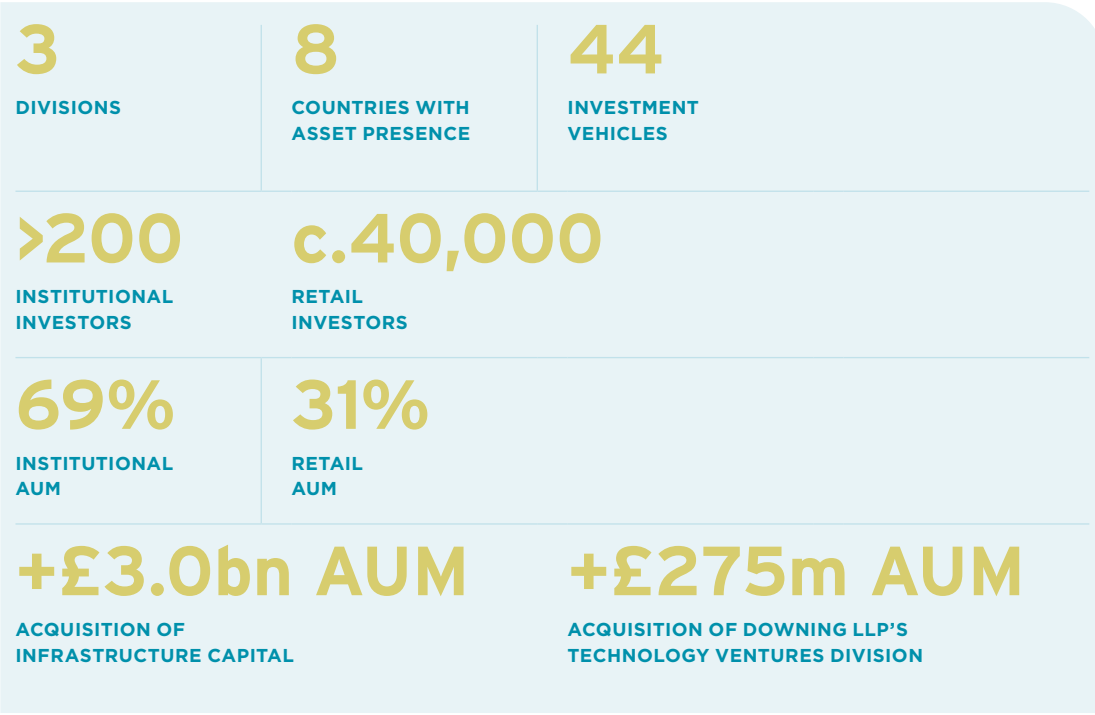 3
DIVISIONS
8
COUNTRIES WITH
ASSET PRESENCE
44
INVESTMENT
VEHICLES
>200
INSTITUTIONAL
INVESTORS
c.40,000
RETAIL
INVESTORS
69%
INSTITUTIONAL
AUM
31%
RETAIL
AUM
+£3.0bn AUM
ACQUISITION OF
INFRASTRUCTURE CAPITAL
+£275m AUM
ACQUISITION OF DOWNING LLP'S
TECHNOLOGY VENTURES DIVISION